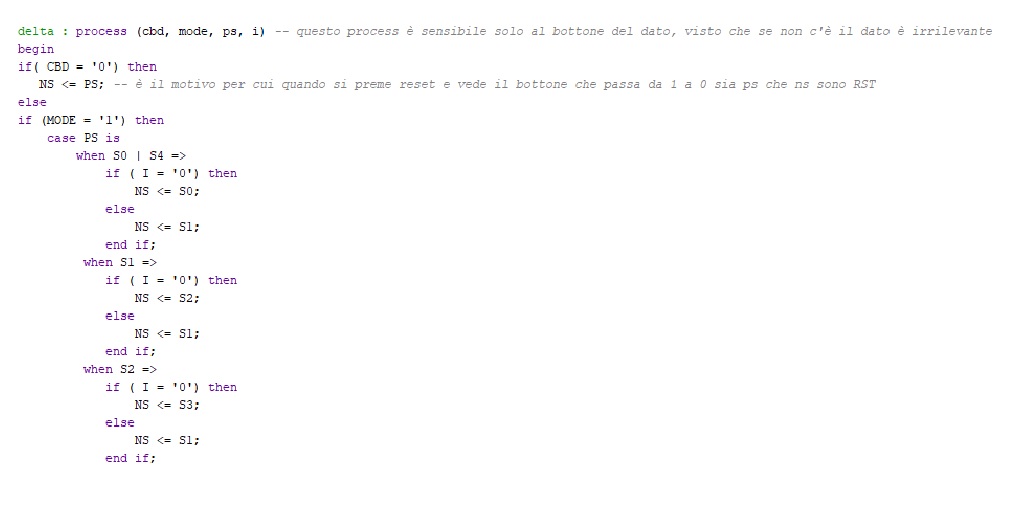 delta : process (cbd, mode, ps, i) -- questo process è sensibile solo al bottone del dato, visto che se non c'è il dato è irrilevante
begin
if( CBD = '0') then
NS <= PS; -- è il motivo per cui quando si preme reset e vede il bottone che passa da 1 a 0 sia ps che ns sono RST
else
if (MODE = '1') then
case PS is
when S0 | S4 =>
if ( I = '0') then
NS <= S0;
else
NS <= S1;
end if;
when S1 =>
if ( I = '0') then
NS <= S2;
else
NS <= S1;
end if;
when S2 =>
if ( I = '0') then
NS <= S3;
else
NS <= S1;
end if;